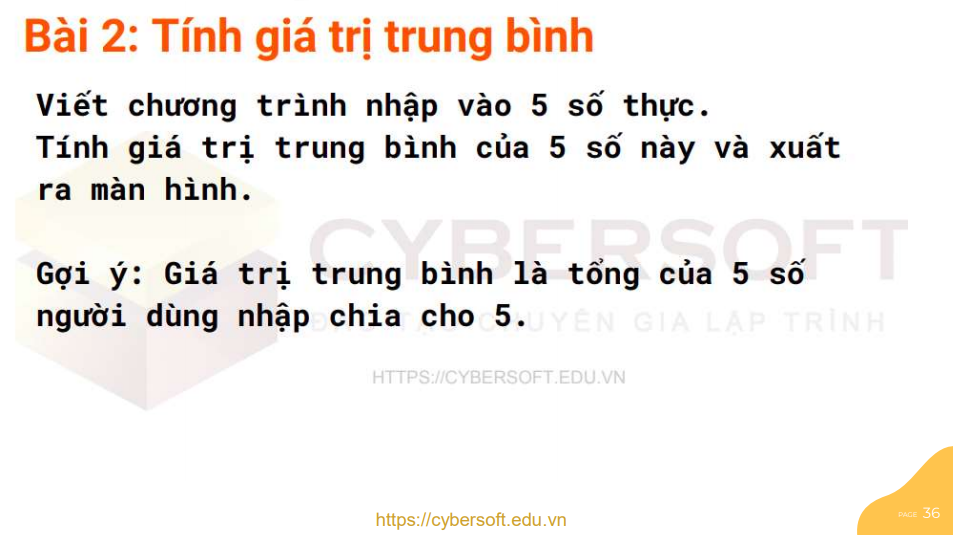 Bài 2: Tính giá trị trung bình
Viết chương trình nhập vào 5 số thực.
Tính giá trị trung bình của 5 số này và xuất
ra màn hình.
CYBERSOFT
Gợi ý: Giá trị trung bình là tổng của 5 số
người dùng nhập chia cho 5.
ĐÀO TẠO CHUYÊN GIA LẬP TRÌNH
HTTPS://CYBERSOFT.EDU.VN
PAGE 36
https://cybersoft.edu.vn